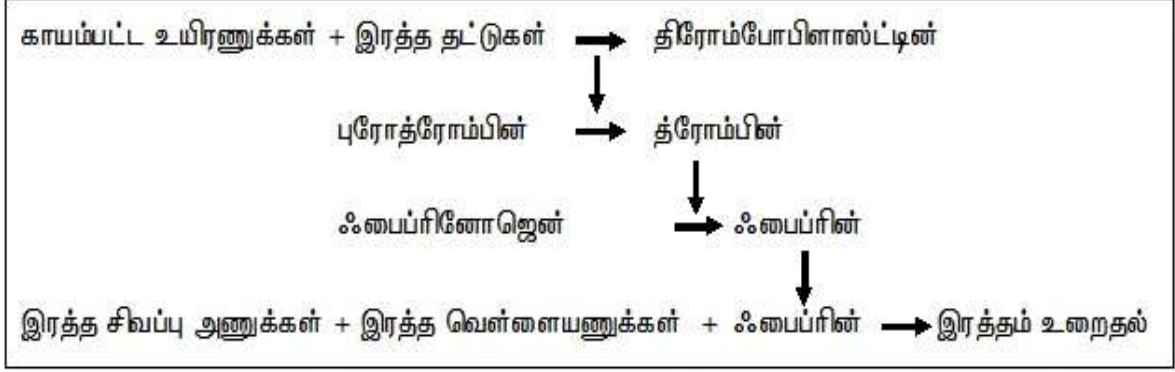 காயம்பட்ட உயிரணுக்கள் + இரத்த தட்டுகள் → திரோம்போபிளாஸ்ட்டின்
புரோத்ரோம்பின் → த்ரோம்பின்
ஃபைப்ரினோஜென் → ஃபைப்ரின்
இரத்த சிவப்பு அணுக்கள் + இரத்த வெள்ளையணுக்கள் + ஃபைப்ரின் → இரத்தம் உறைதல்